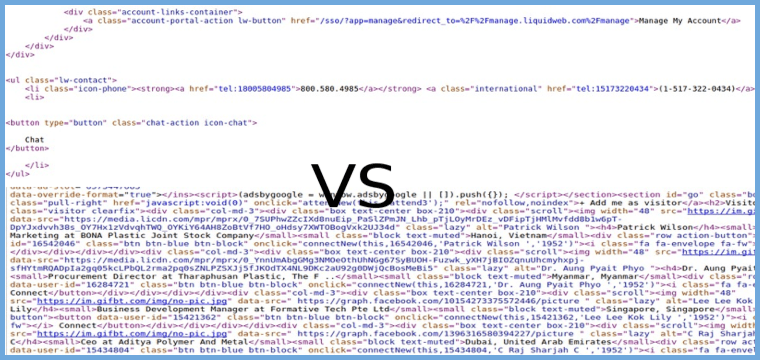 <div class="account-links-container">
<a class="account-portal-action lw-button" href="/sso/?app=manage&redirect_to=%2F%2Fmanage.liquidweb.com%2Fmanage">Manage My Account</a>
</div>
</div>
</div>
</div>
<ul class="lw-contact">
<li class="icon-phone"><strong><a href="tel:18005804985">800.580.4985</a></strong> <a class="international" href="tel:15173220434">(1-517-322-0434)</a>
<li>
<button type="button" class="chat-action icon-chat">
Chat
</button>
</li>
</ul>
VS
data-override-format="true"></ins><script>(adsbygoogle = window.adsbygoogle || []).push({}); </script></section><section id="go" class="bo
class="pull-right" href="javascript:void(0)" onclick="attend3');" rel="nofollow,noindex">+ Add me as visitor</a><h2>Visito
class="visitor clearfix"><div class="col-md-3"><div class="box text-center box-210"><div class="scroll"><img width="48" src="https://im.gi
data-src="https://media.licdn.com/mpr/mprx/
class="lazy" alt="Patrick Wilson "><h4>Patrick Wilson</h4><small>
Marketing at BONA Plastic Joint Stock Company</small><small class="block text-muted">Hanoi, Vietnam</small><div class="row action-button"><
id="16542046" class="btn btn-blue btn-block" onclick="connectNew(this,16542046,'Patrick Wilson ','1952')"><i class="fa fa-envelope fa-fw">
</div></div></div></div><div class="col-md-3"><div class="box text-center box-210"><div class="scroll"><img width="48" src="https://im.gift
data-src="https://media.licdn.com/mpr/mprx/
class="lazy" alt="Dr. Aung Pyait Phyo "><h4>Dr. Aung Pyait
<small>Procurement Director at Tharaphusan Plastic, The F ..</small><small class="block text-muted">Myanmar, Myanmar</small><div class="ro
data-user-id="16284721" class="btn btn-blue btn-block" onclick="connectNew(this,16284721,'Dr. Aung Pyait Phyo ','1952')"><i class="fa fa-e
Connect</button></div></div></div></div><div class="col-md-3"><div class="box text-center box-210"><div class="scroll"><img width="48"
src="https://im.gifbt.com/img/no-pic.jpg" data-src="https://graph.facebook.com/10154273375572446/picture " class="lazy" alt="Lee Lee Kok
Lily</h4><small>Business Development Manager at Formative Tech Pte Ltd</small><small class="block text-muted">Singapore, Singapore</small>
button" data-user-id="15421362" class="btn btn-blue btn-block" onclick="connectNew(this,15421362,'Lee Lee Kok Lily ','1952')"><i class="f
fw"></i> Connect</button></div></div></div></div><div class="col-md-3"><div class="box text-center box-210"><div class="scroll"><img widt
src="https://im.gifbt.com/img/no-pic.jpg" data-src="https://graph.facebook.com/1396316580394227/picture " class="lazy" alt="C Raj Sharjah
C</h4><small>Ceo at Aditya Polymer And Metal</small><small class="block text-muted">Dubai, United Arab Emirates</small><div class="row act
data-user-id="15434804" class="btn btn-blue btn-block" onclick="connectNew(this,15434804,'C Raj Sharjah C ','1952')"><i class="fa fa-envel